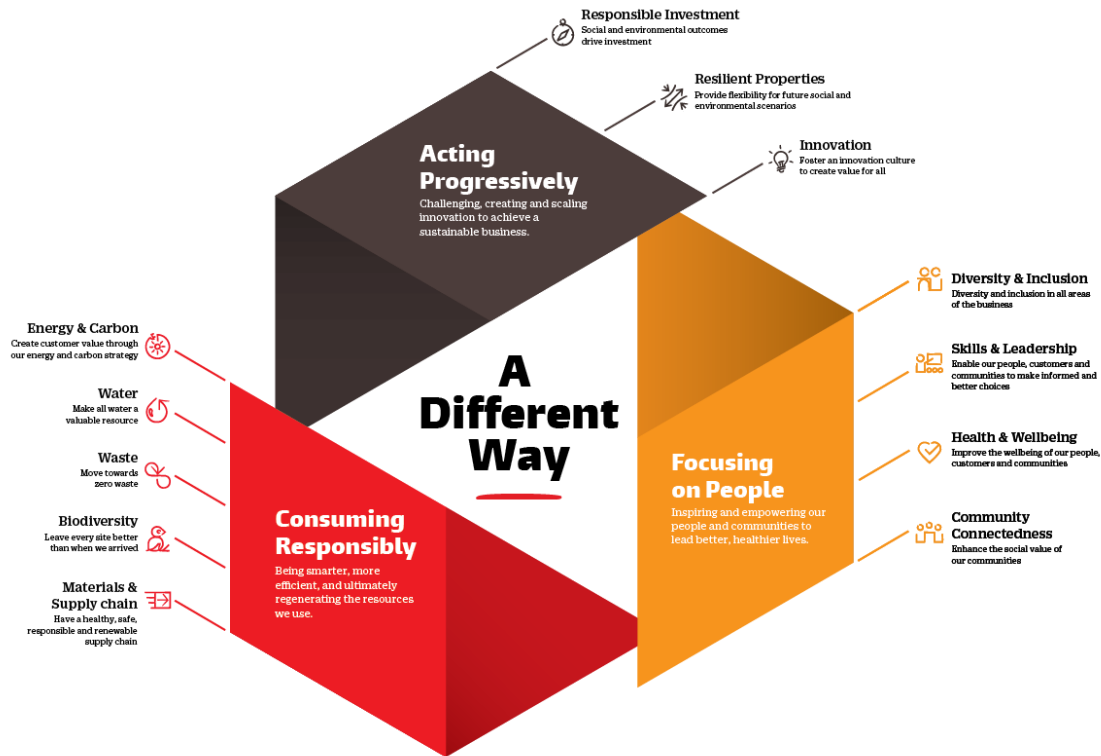 Responsible Investment
Social and environmental outcomes
drive investment
Resilient Properties
Provide flexibility for future social and
environmental scenarios
Innovation
Foster an innovation culture
to create value for all
Acting
Progressively
Challenging, creating and scaling
innovation to achieve a
sustainable business.
Diversity & Inclusion
Diversity and inclusion in all areas
of the business
Skills & Leadership
Enable our people, customers and
communities to make informed and
better choices
Health & Wellbeing
Improve the wellbeing of our people,
customers and communities
Community
Connectedness
Enhance the social value of
our communities
Focusing
on People
Inspiring and empowering our
people and communities to
lead better, healthier lives.
A
Different
Way
Energy & Carbon
Create customer value through
our energy and carbon strategy
Water
Make all water a
valuable resource
Waste
Move towards
zero waste
Biodiversity
Leave every site better
than when we arrived
Materials &
Supply chain
Have a healthy, safe,
responsible and renewable
supply chain
Consuming
Responsibly
Being smarter, more
efficient, and ultimately
regenerating the resources
we use.